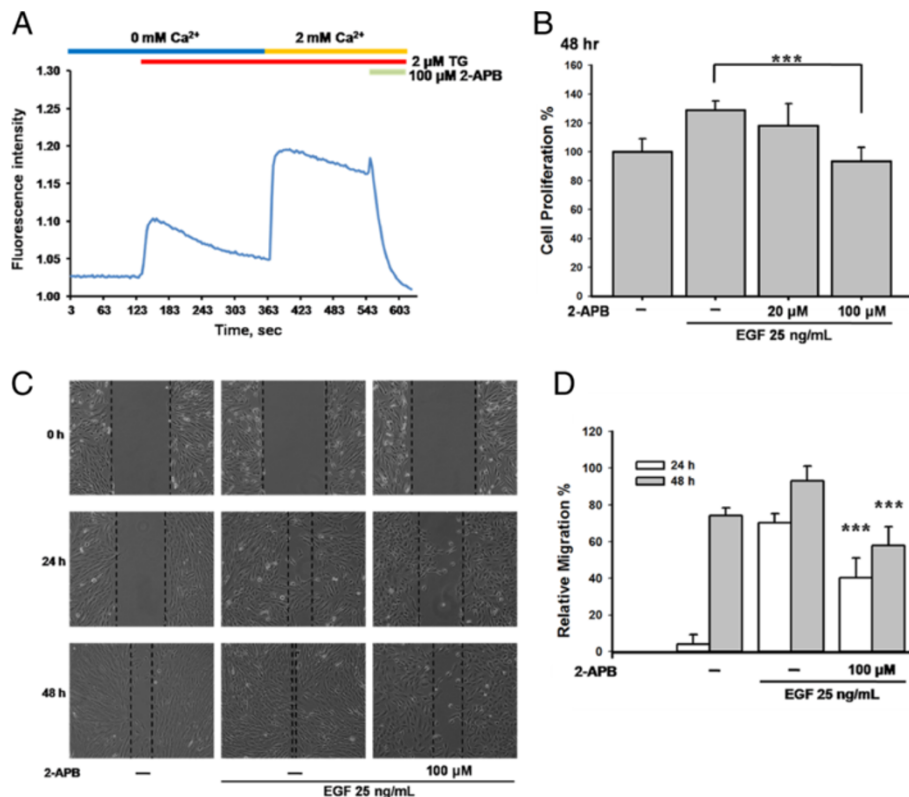 A
0 mM Ca²⁺ 2 mM Ca²⁺
2 µM TG
100 µM 2-APB
Fluorescence intensity
1.30
1.20
1.10
1.05
1.00
3 63 123 183 243 303 363 423 483 543 603
Time, sec
B
48 hr
***
Cell Proliferation %
160
140
120
100
80
60
40
20
0
2-APB – – 20 µM 100 µM
EGF 25 ng/mL
C
0 h
24 h
48 h
2-APB — — 100 µM
EGF 25 ng/mL
D
Relative Migration %
120
100
80
60
40
20
0
24 h
48 h
*** ***
2-APB – – 100 µM
EGF 25 ng/mL